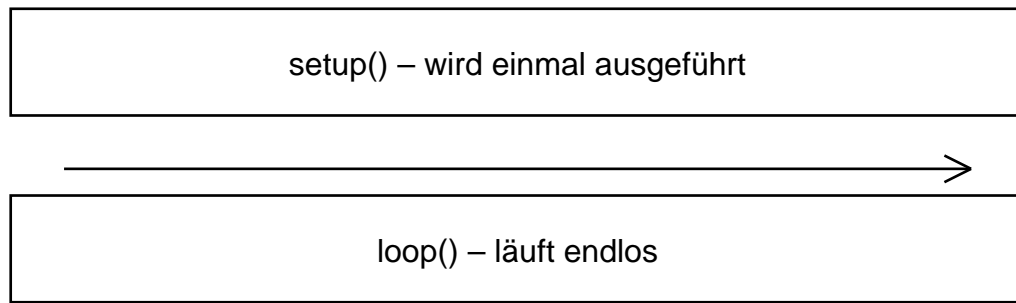 setup() – wird einmal ausgeführt
loop() – läuft endlos